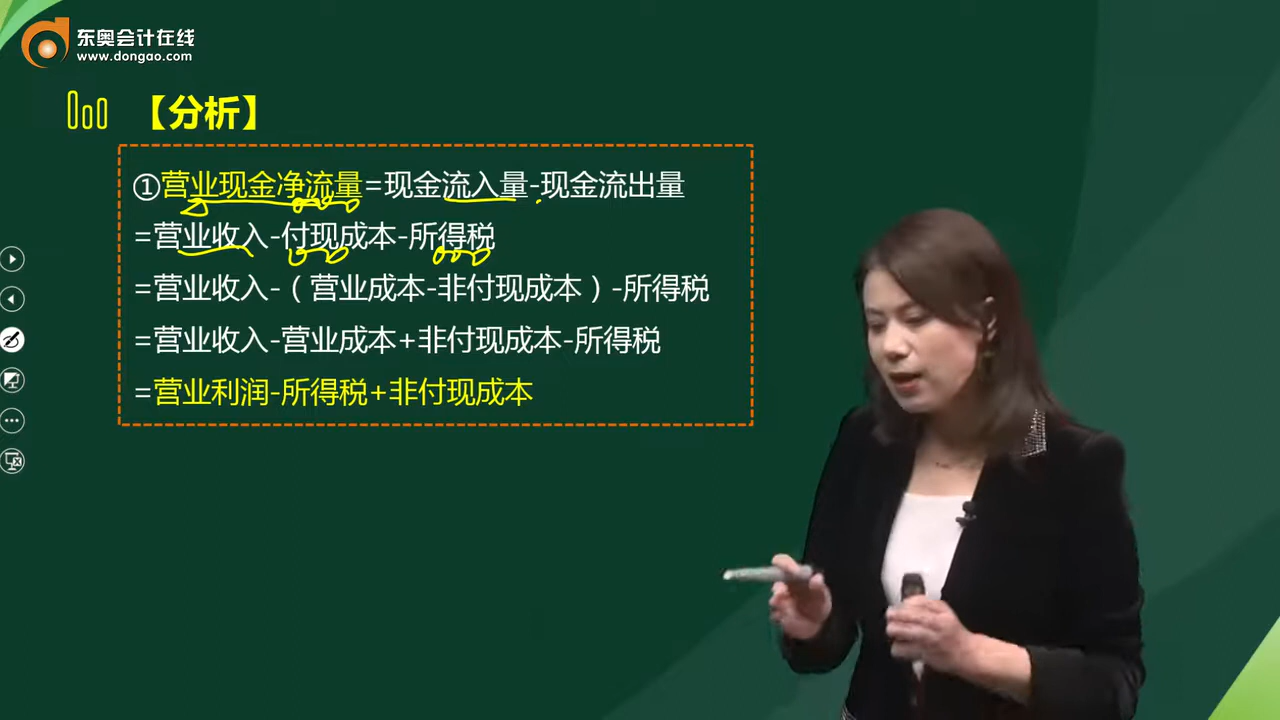 东奥会计在线
www.dongao.com
【分析】
①营业现金净流量=现金流入量-现金流出量
=营业收入-付现成本-所得税
=营业收入-（营业成本-非付现成本）-所得税
=营业收入-营业成本+非付现成本-所得税
=营业利润-所得税+非付现成本